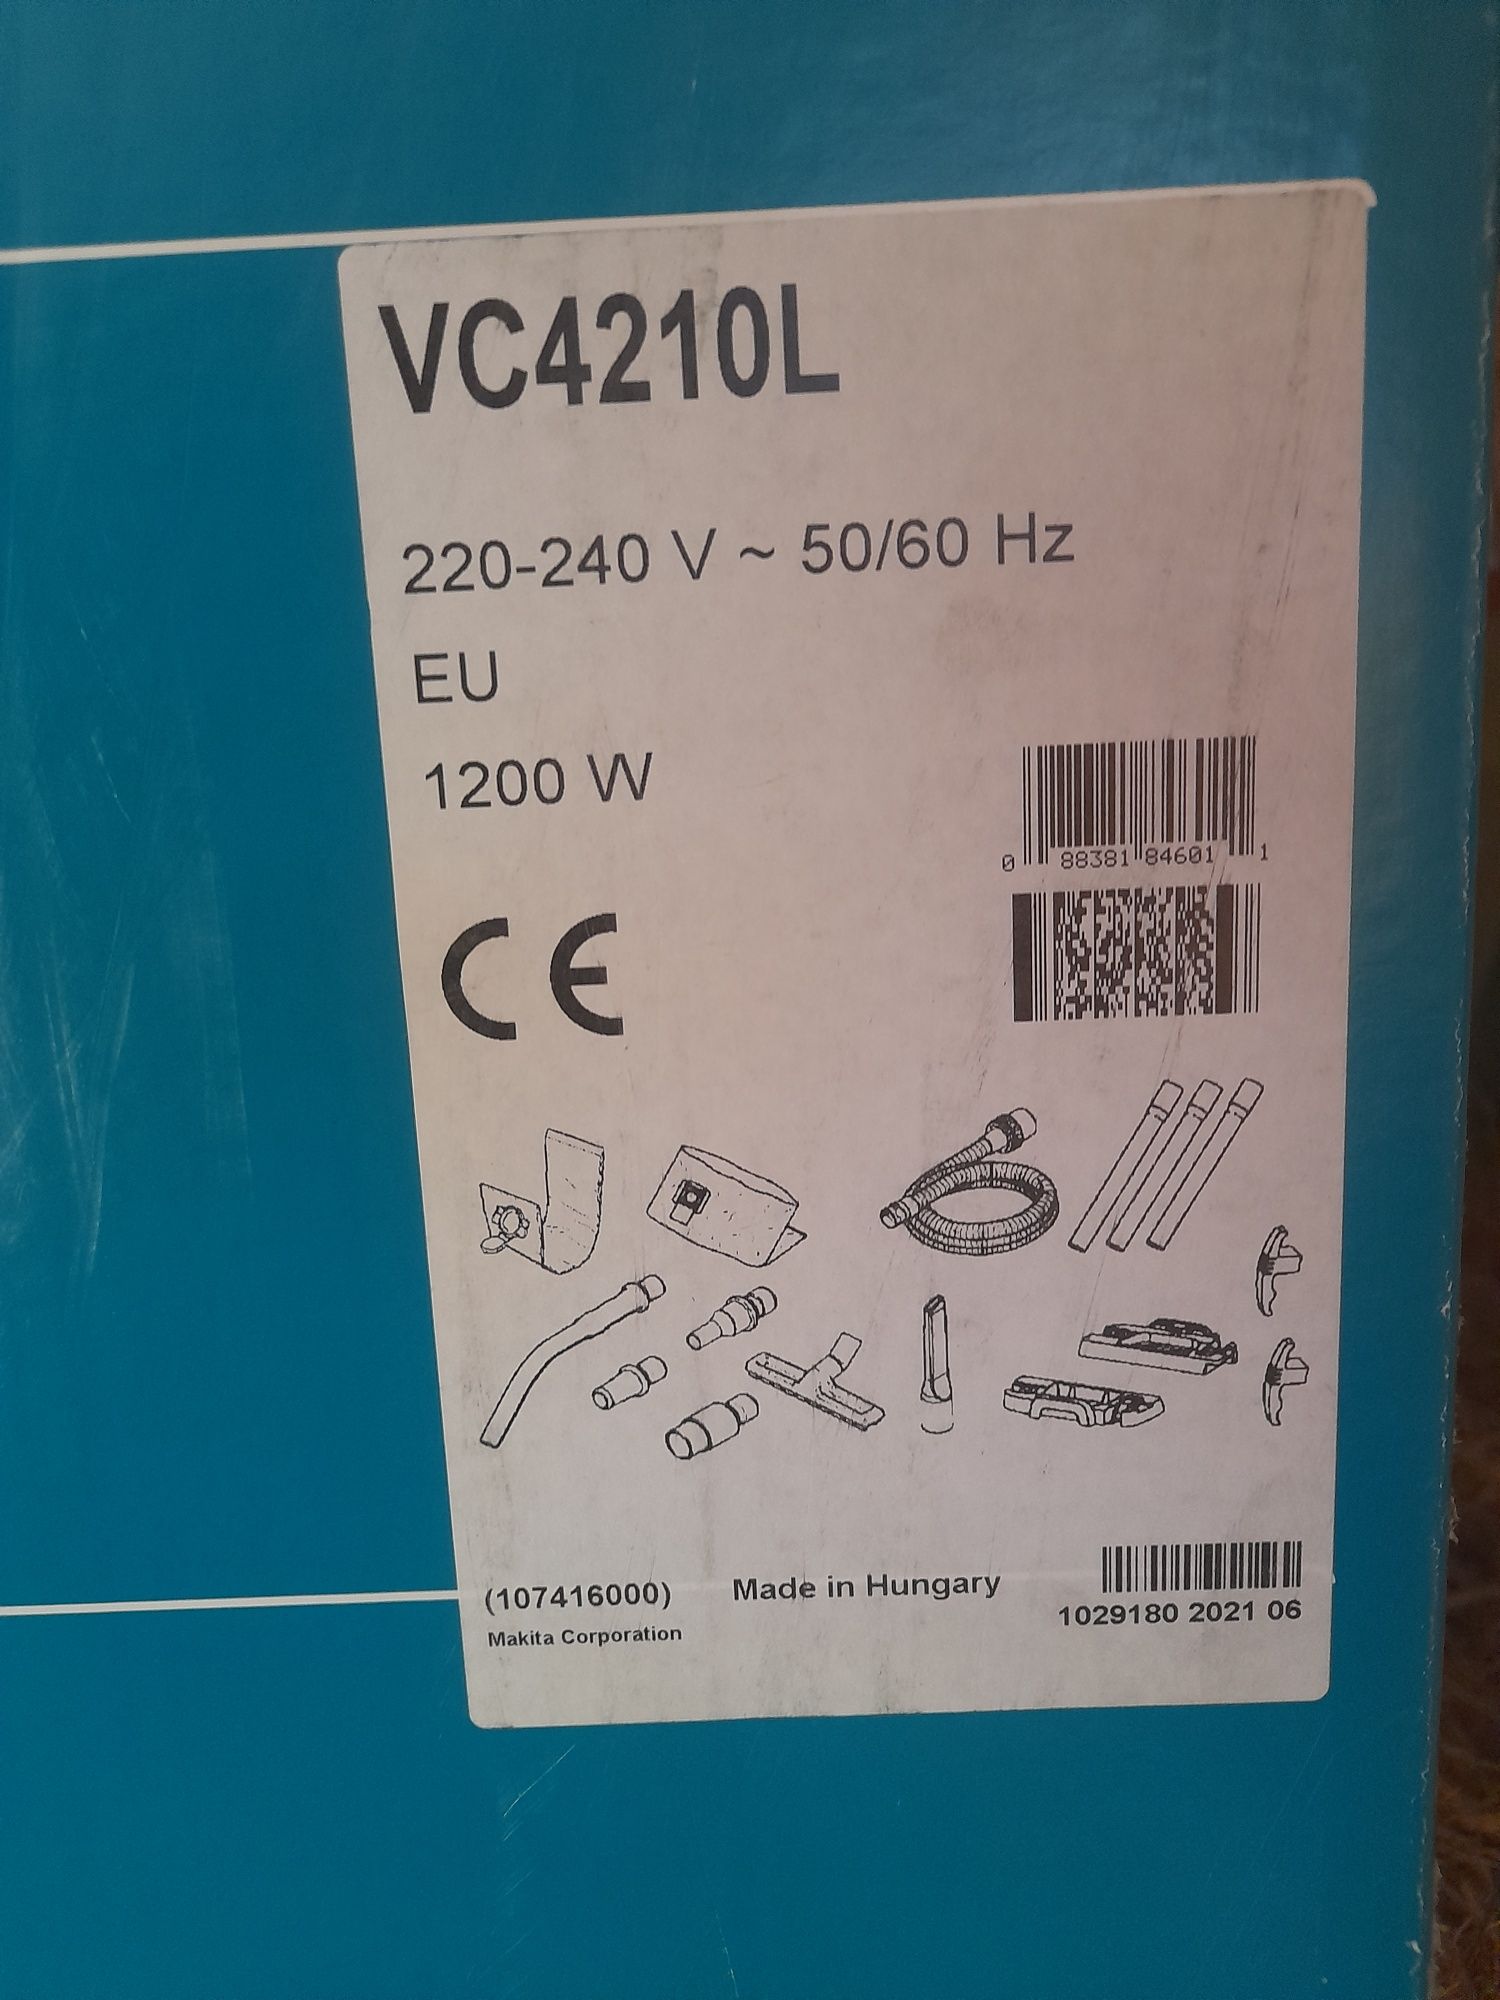 VC4210L
220-240 V ~ 50/60 Hz
EU
1200 W
0 88381 84601 1
CE
(107416000) Made in Hungary
Makita Corporation
1029180 2021 06